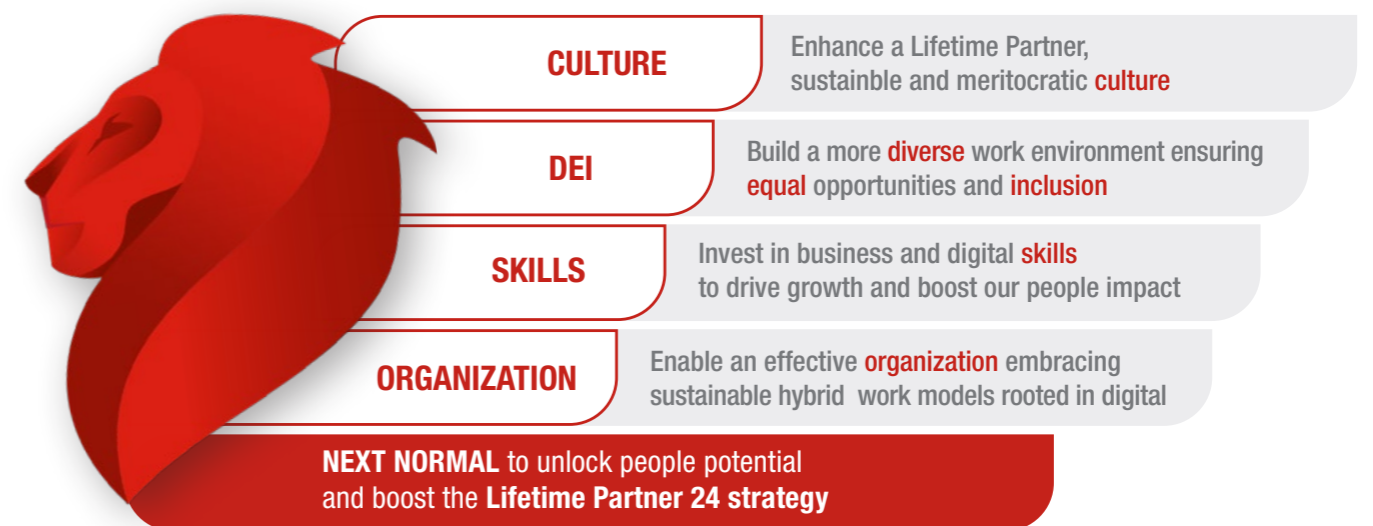 CULTURE
Enhance a Lifetime Partner,
sustainble and meritocratic culture
DEI
Build a more diverse work environment ensuring
equal opportunities and inclusion
SKILLS
Invest in business and digital skills
to drive growth and boost our people impact
ORGANIZATION
Enable an effective organization embracing
sustainable hybrid work models rooted in digital
NEXT NORMAL to unlock people potential
and boost the Lifetime Partner 24 strategy